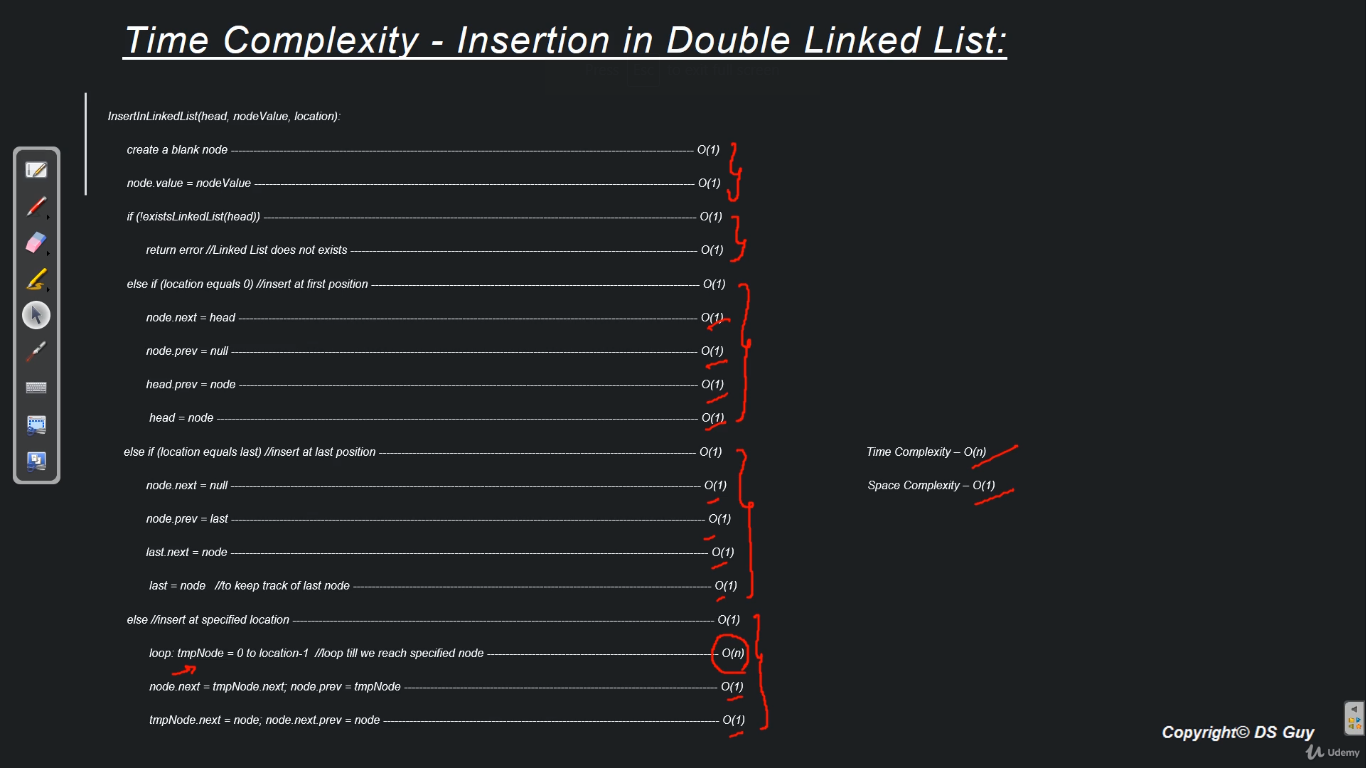 Time Complexity - Insertion in Double Linked List:
InsertInLinkedList(head, nodeValue, location):
create a blank node ---------- O(1)
node.value = nodeValue ---------- O(1)
if (!existsLinkedList(head)) ---------- O(1)
return error //Linked List does not exists ---------- O(1)
else if (location equals 0) //insert at first position ---------- O(1)
node.next = head ---------- O(1)
node.prev = null ---------- O(1)
head.prev = node ---------- O(1)
head = node ---------- O(1)
else if (location equals last) //insert at last position ---------- O(1)
Time Complexity – O(n)
node.next = null ---------- O(1)
Space Complexity – O(1)
node.prev = last ---------- O(1)
last.next = node ---------- O(1)
last = node //to keep track of last node ---------- O(1)
else //insert at specified location ---------- O(1)
loop: tmpNode = 0 to location-1 //loop till we reach specified node ---------- O(n)
node.next = tmpNode.next; node.prev = tmpNode ---------- O(1)
tmpNode.next = node; node.next.prev = node ---------- O(1)
Copyright© DS Guy
Udemy